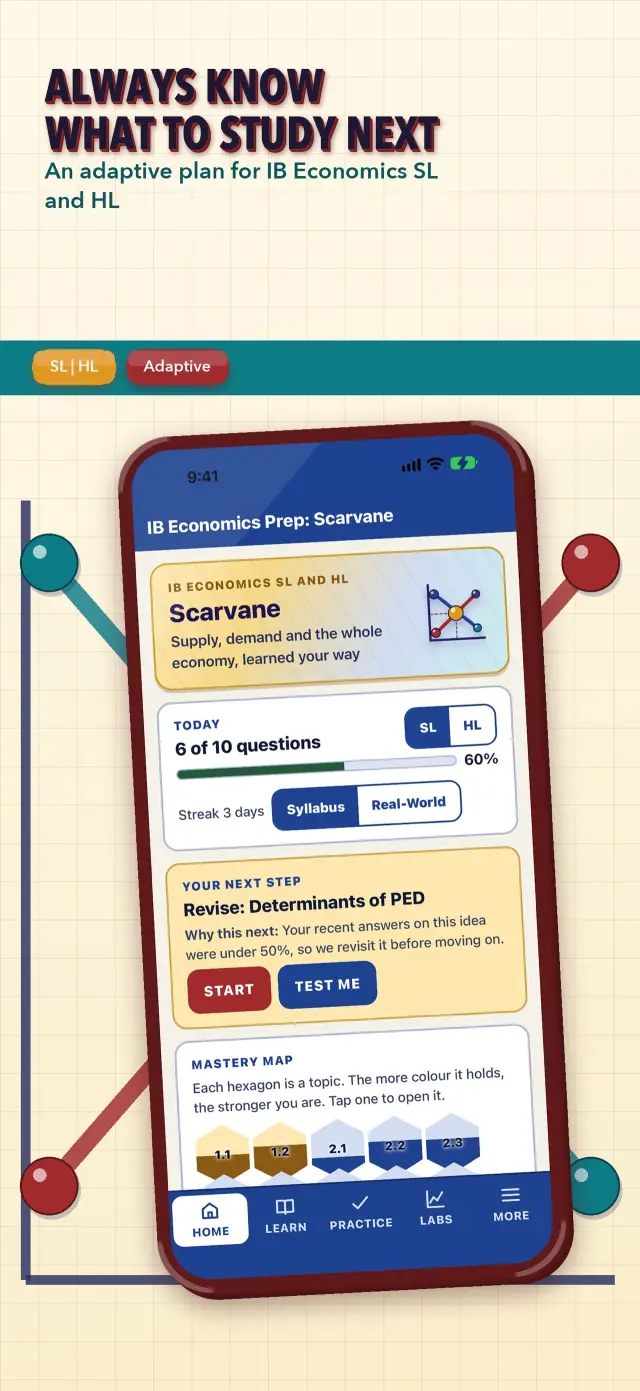 ALWAYS KNOW
WHAT TO STUDY NEXT
An adaptive plan for IB Economics SL
and HL
SL | HL
Adaptive
9:41
IB Economics Prep: Scarvane
IB ECONOMICS SL AND HL
Scarvane
Supply, demand and the whole
economy, learned your way
TODAY
6 of 10 questions
SL
HL
60%
Streak 3 days
Syllabus
Real-World
YOUR NEXT STEP
Revise: Determinants of PED
Why this next: Your recent answers on this idea
were under 50%, so we revisit it before moving on.
START
TEST ME
MASTERY MAP
Each hexagon is a topic. The more colour it holds,
the stronger you are. Tap one to open it.
1.1
1.2
2.1
2.2
2.3
HOME
LEARN
PRACTICE
LABS
MORE